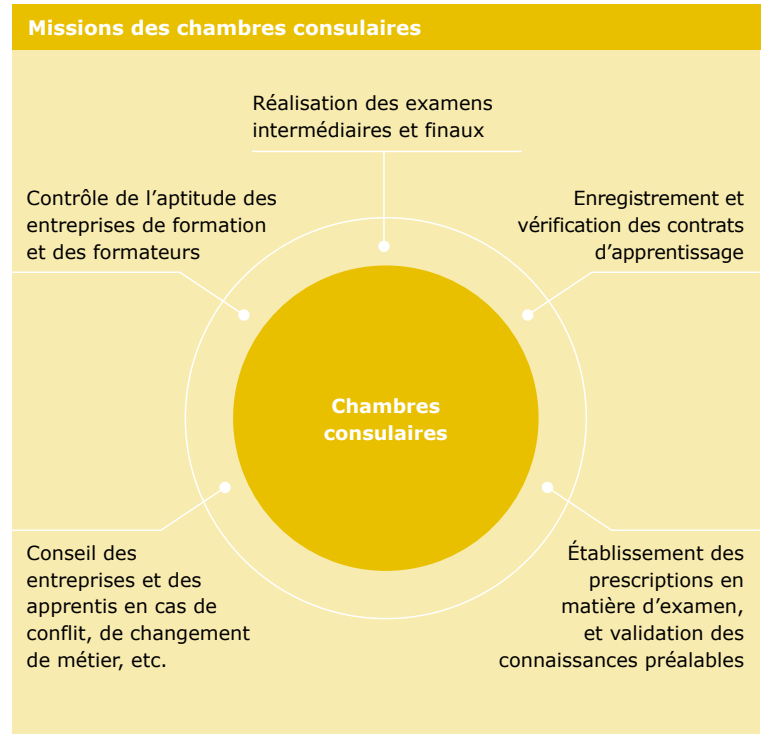 Missions des chambres consulaires
Réalisation des examens
intermédiaires et finaux
Contrôle de l’aptitude des
entreprises de formation
et des formateurs
Enregistrement et
vérification des contrats
d’apprentissage
Chambres
consulaires
Conseil des
entreprises et des
apprentis en cas de
conflit, de changement
de métier, etc.
Établissement des
prescriptions en
matière d’examen,
et validation des
connaissances préalables